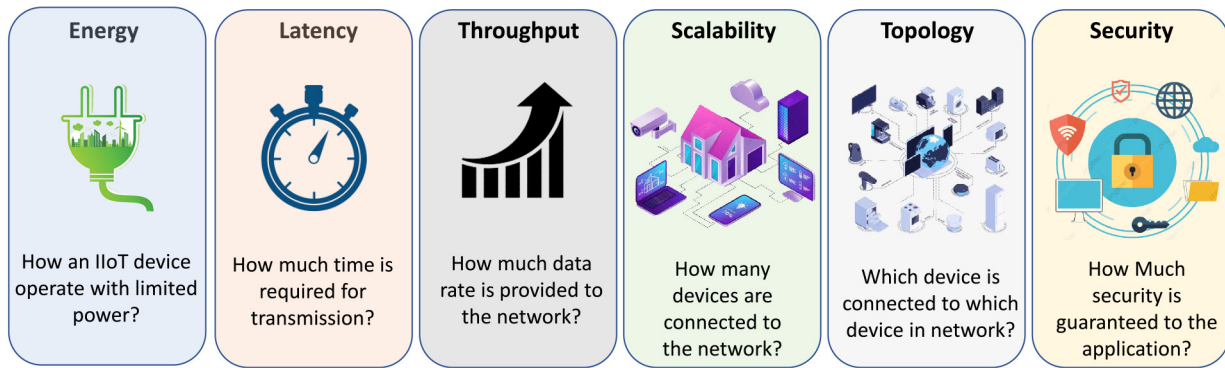 Energy
How an IIoT device
operate with limited
power?
Latency
How much time is
required for
transmission?
Throughput
How much data
rate is provided to
the network?
Scalability
How many
devices are
connected to
the network?
Topology
Which device is
connected to which
device in network?
Security
How Much
security is
guaranteed to the
application?